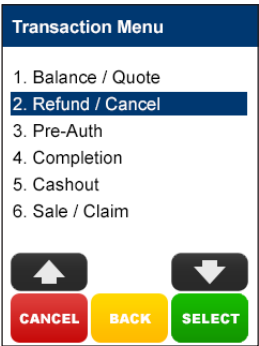 Transaction Menu
1. Balance / Quote
2. Refund / Cancel
3. Pre-Auth
4. Completion
5. Cashout
6. Sale / Claim
CANCEL BACK SELECT